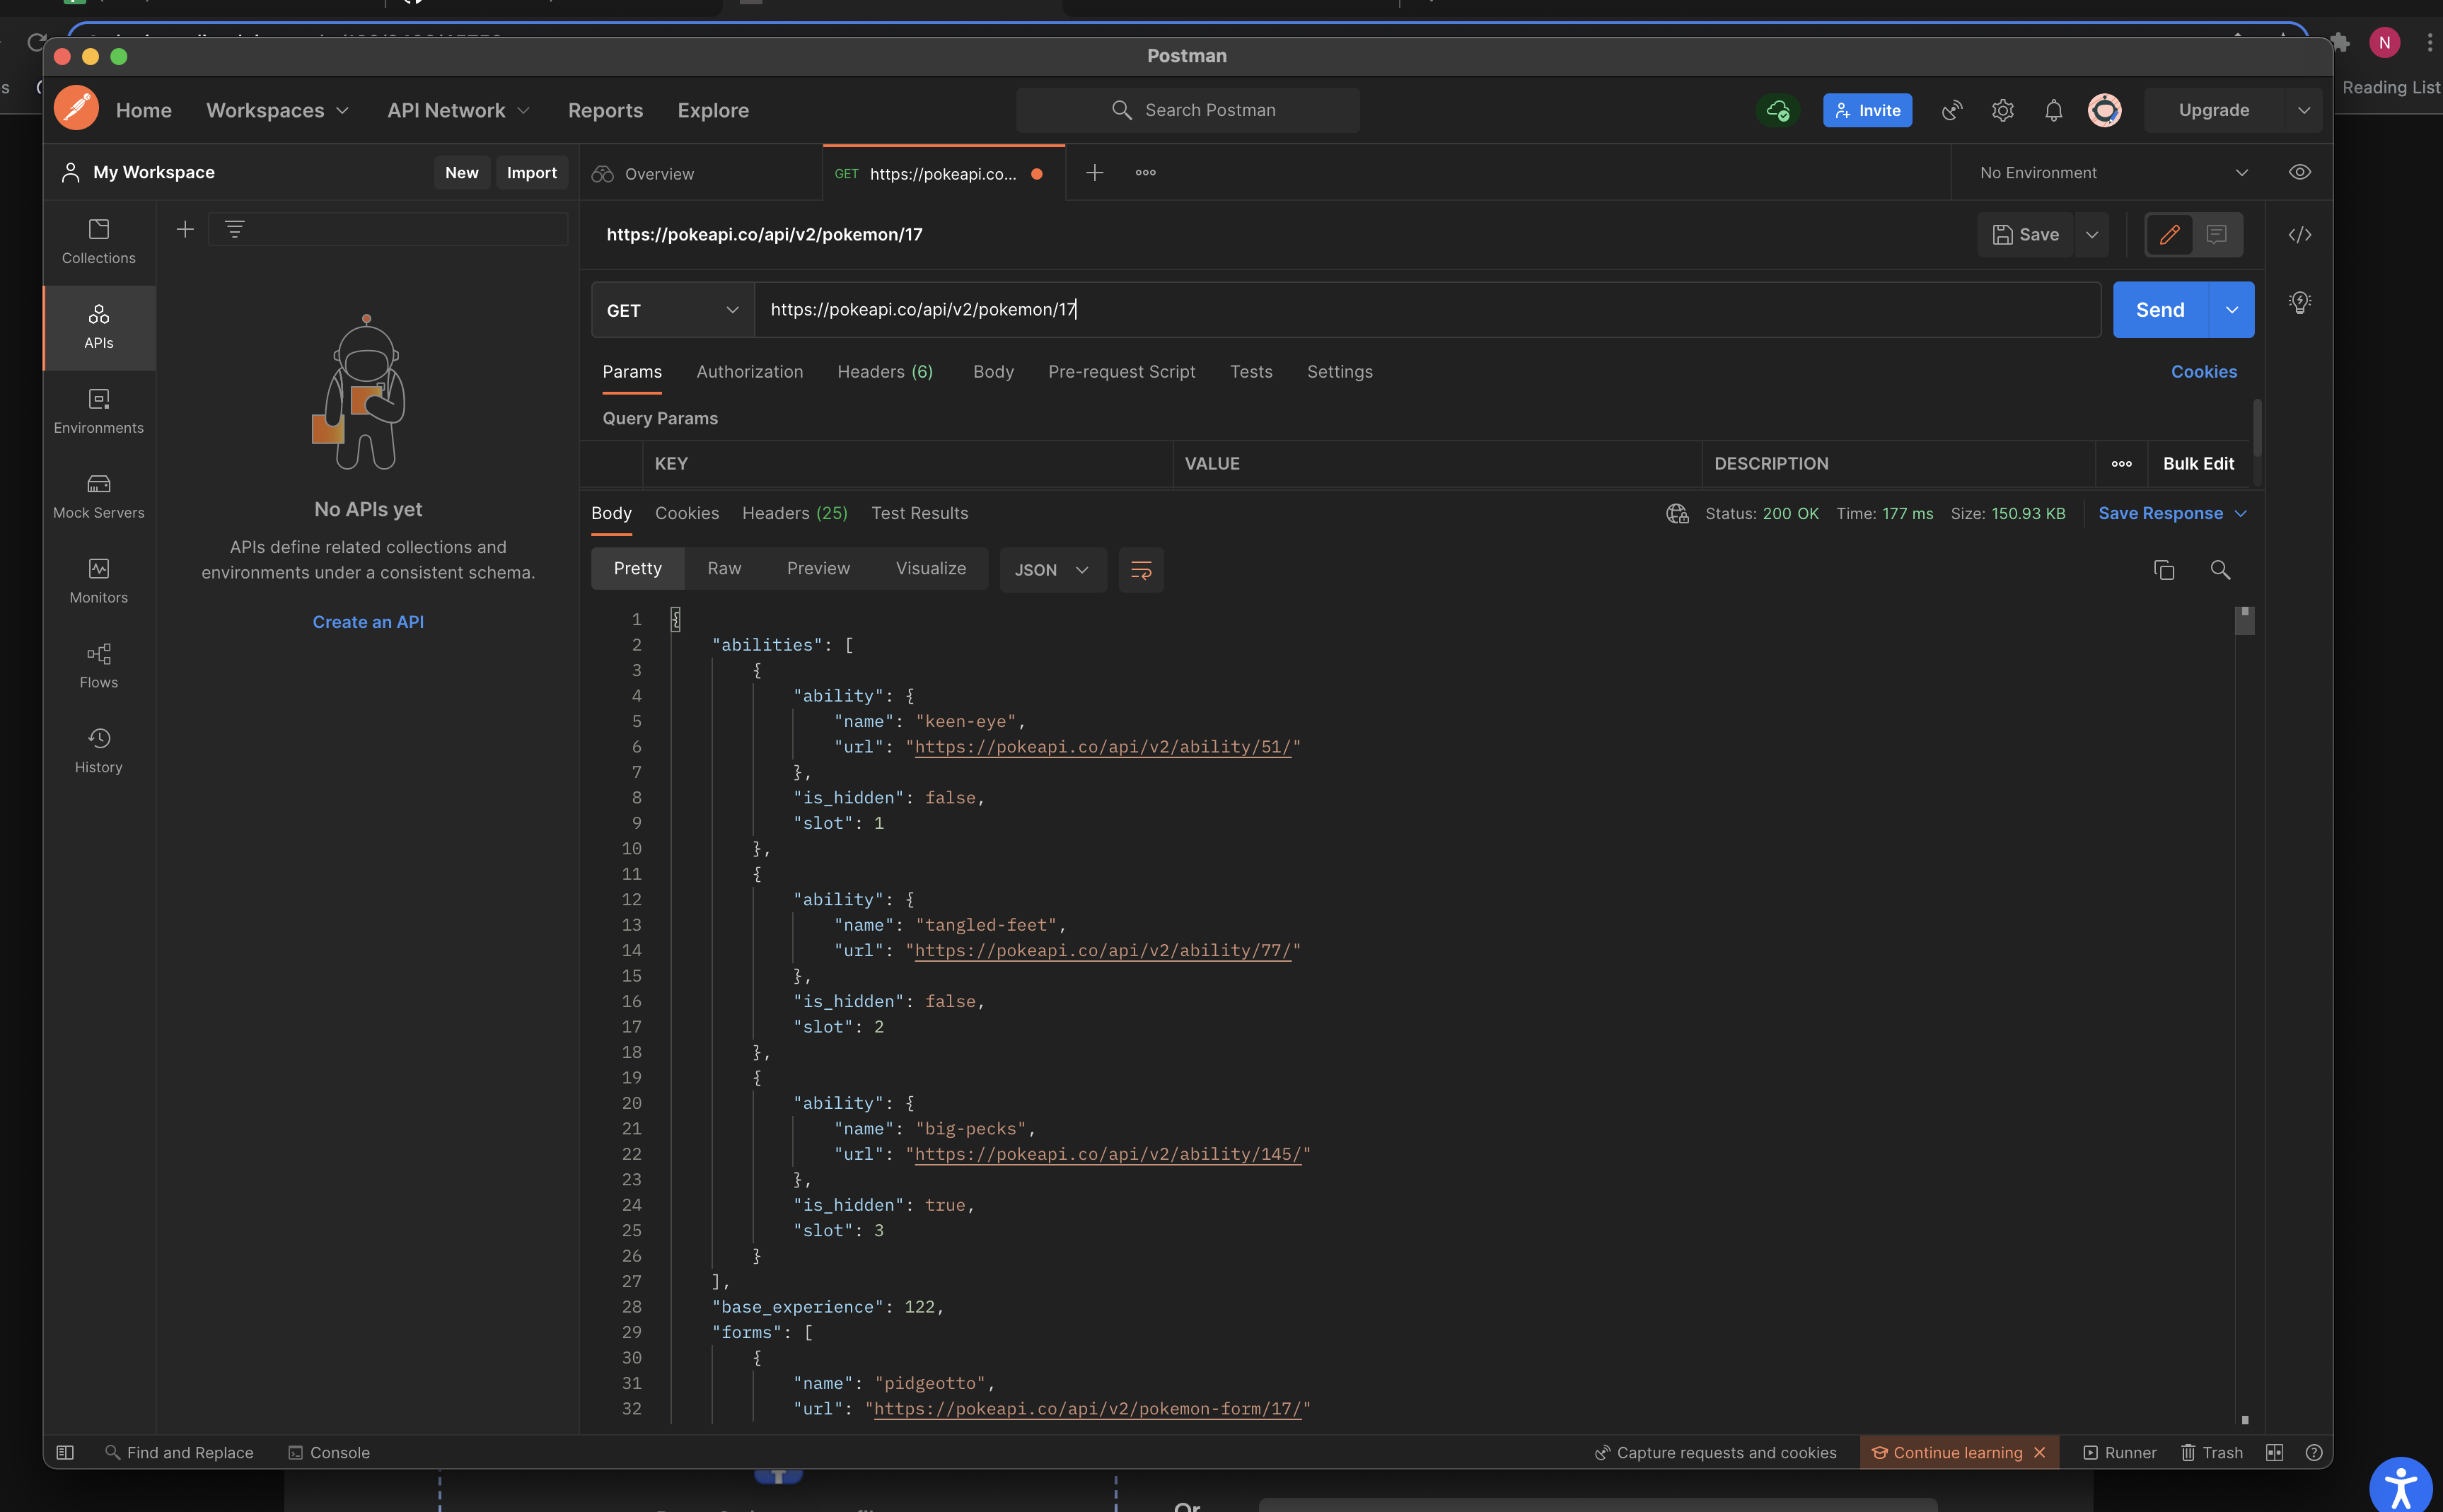 Postman
Reading List
N
Home Workspaces API Network Reports Explore
Search Postman
Invite
Upgrade
My Workspace
New
Import
Overview
GET https://pokeapi.co...
No Environment
Collections
APIs
Environments
Mock Servers
Monitors
Flows
History
No APIs yet
APIs define related collections and
environments under a consistent schema.
Create an API
https://pokeapi.co/api/v2/pokemon/17
Save
GET
https://pokeapi.co/api/v2/pokemon/17
Send
Params Authorization Headers (6) Body Pre-request Script Tests Settings
Cookies
Query Params
KEY VALUE DESCRIPTION
Bulk Edit
Body Cookies Headers (25) Test Results
Status: 200 OK Time: 177 ms Size: 150.93 KB
Save Response
Pretty Raw Preview Visualize
JSON
1 {
2 "abilities": [
3 {
4 "ability": {
5 "name": "keen-eye",
6 "url": "https://pokeapi.co/api/v2/ability/51/"
7 },
8 "is_hidden": false,
9 "slot": 1
10 },
11 {
12 "ability": {
13 "name": "tangled-feet",
14 "url": "https://pokeapi.co/api/v2/ability/77/"
15 },
16 "is_hidden": false,
17 "slot": 2
18 },
19 {
20 "ability": {
21 "name": "big-pecks",
22 "url": "https://pokeapi.co/api/v2/ability/145/"
23 },
24 "is_hidden": true,
25 "slot": 3
26 }
27 ],
28 "base_experience": 122,
29 "forms": [
30 {
31 "name": "pidgeotto",
32 "url": "https://pokeapi.co/api/v2/pokemon-form/17/"
Find and Replace
Console
Capture requests and cookies
Continue learning
Runner
Trash
Or